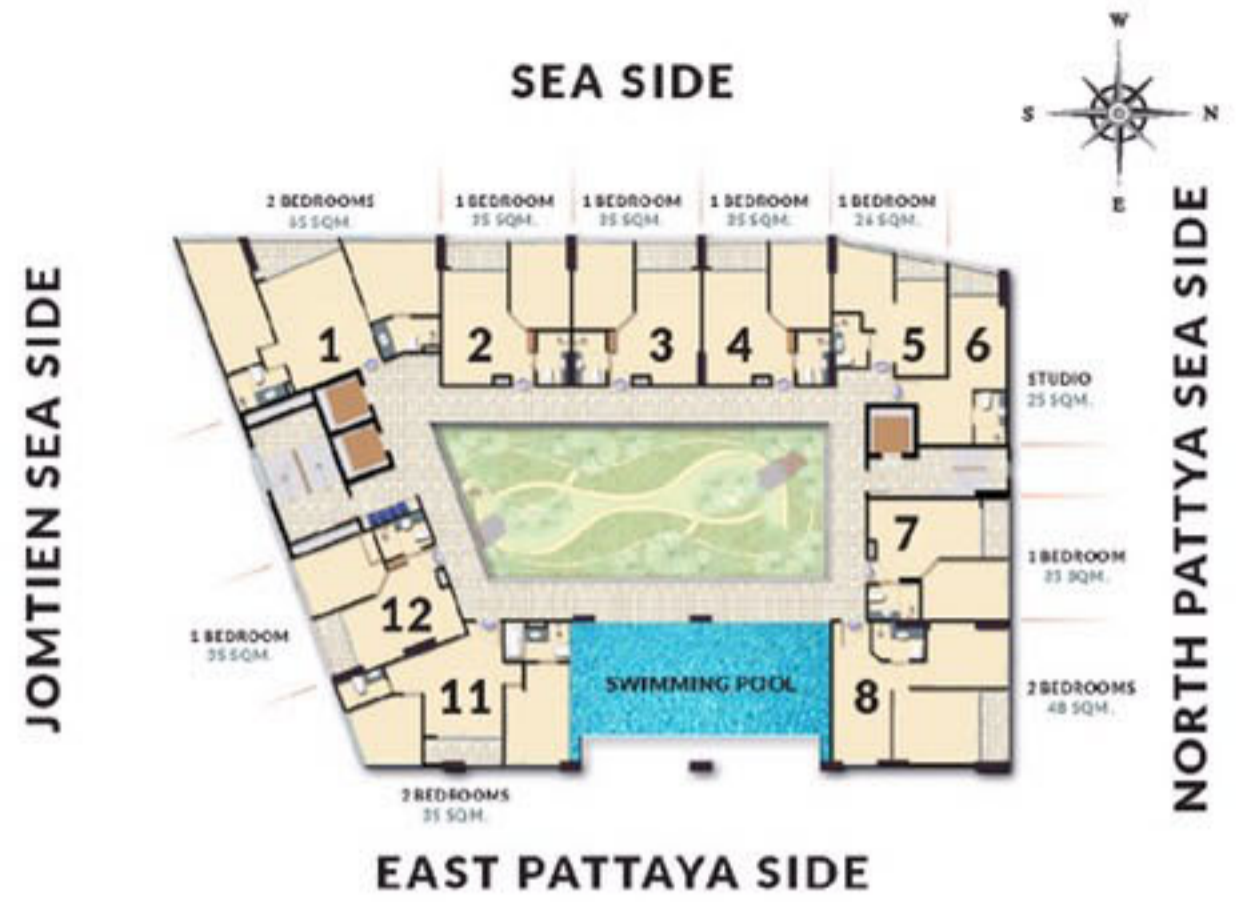 W
SEA SIDE
S
N
E
2 BEDROOMS
65 SQM.
1 BEDROOM
35 SQM.
1 BEDROOM
35 SQM.
1 BEDROOM
35 SQM.
1 BEDROOM
26 SQM.
JOMTIEN SEA SIDE
NORTH PATTYA SEA SIDE
1
2
3
4
5
6
STUDIO
25 SQM.
7
1 BEDROOM
35 SQM.
12
1 BEDROOM
35 SQM.
11
SWIMMING POOL
8
2 BEDROOMS
48 SQM.
2 BEDROOMS
35 SQM.
EAST PATTAYA SIDE